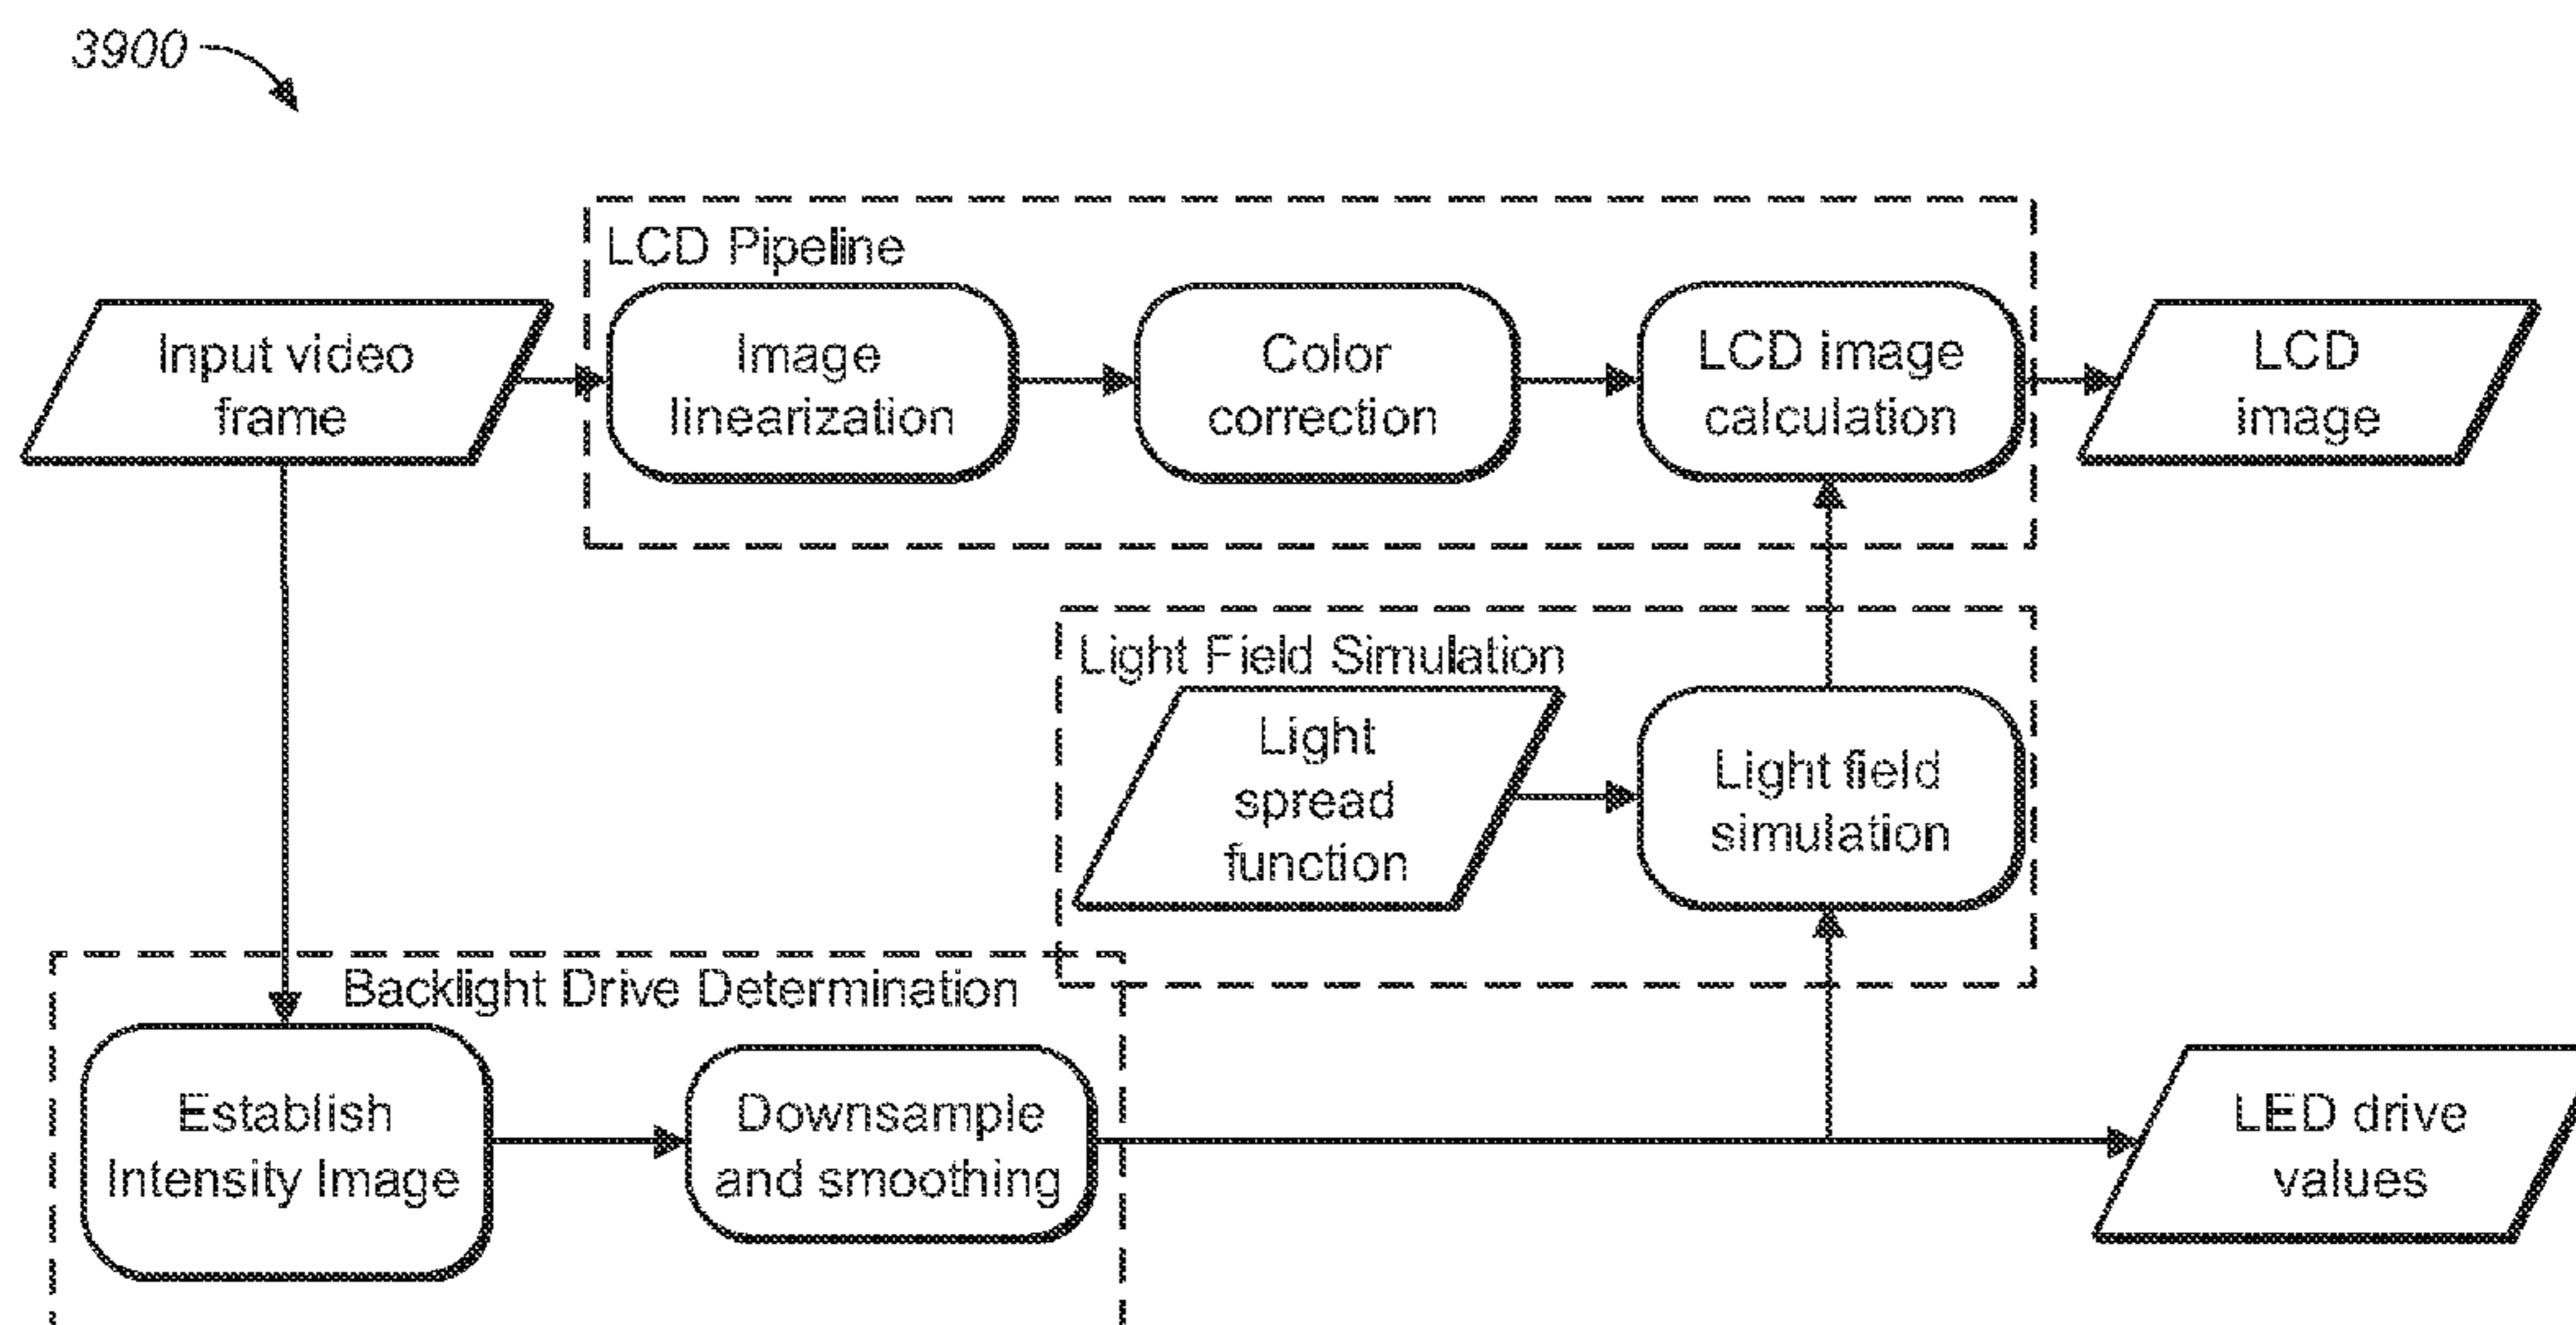 3900
LCD Pipeline
Input video
frame
Image
linearization
Color
correction
LCD image
calculation
LCD
image
Light Field Simulation
Light
spread
function
Light field
simulation
Backlight Drive Determination
Establish
Intensity Image
Downsample
and smoothing
LED drive
values